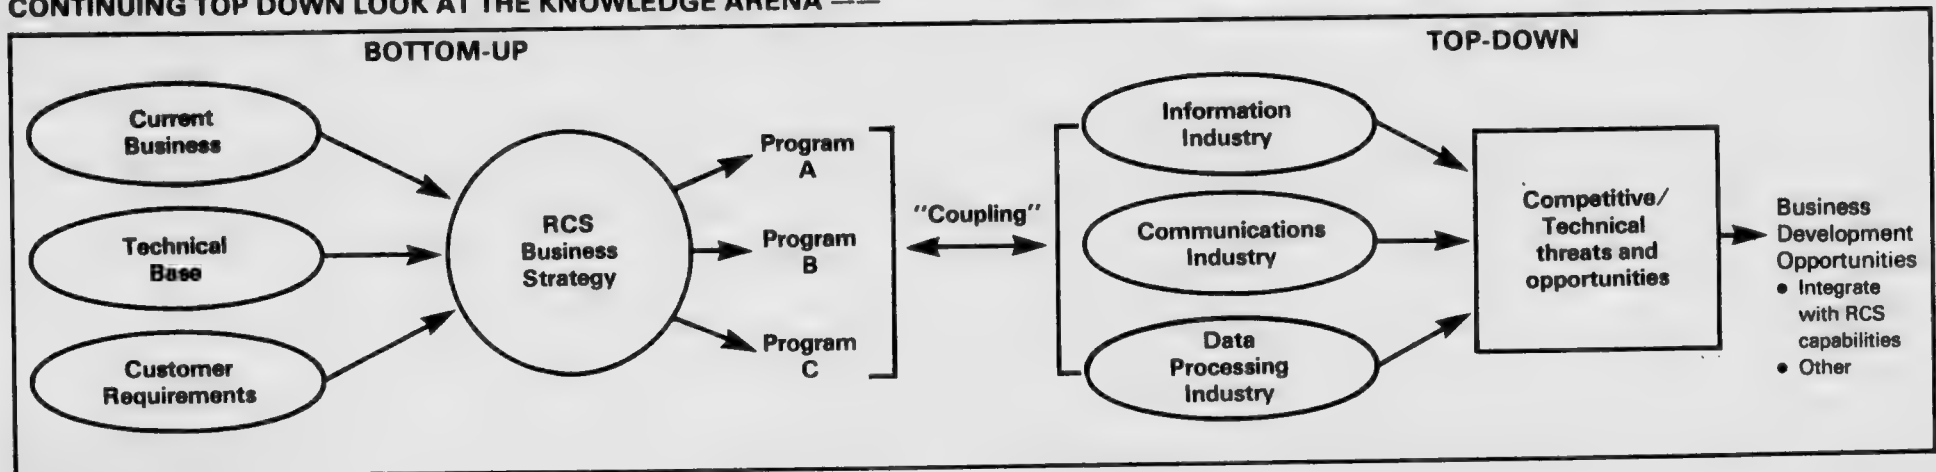 CONTINUING TOP DOWN LOOK AT THE KNOWLEDGE ARENA ——
BOTTOM-UP
Current
Business
Technical
Base
Customer
Requirements
RCS
Business
Strategy
Program
A
Program
B
Program
C
"Coupling"
TOP-DOWN
Information
Industry
Communications
Industry
Data
Processing
Industry
Competitive/
Technical
threats and
opportunities
Business
Development
Opportunities
• Integrate
with RCS
capabilities
• Other